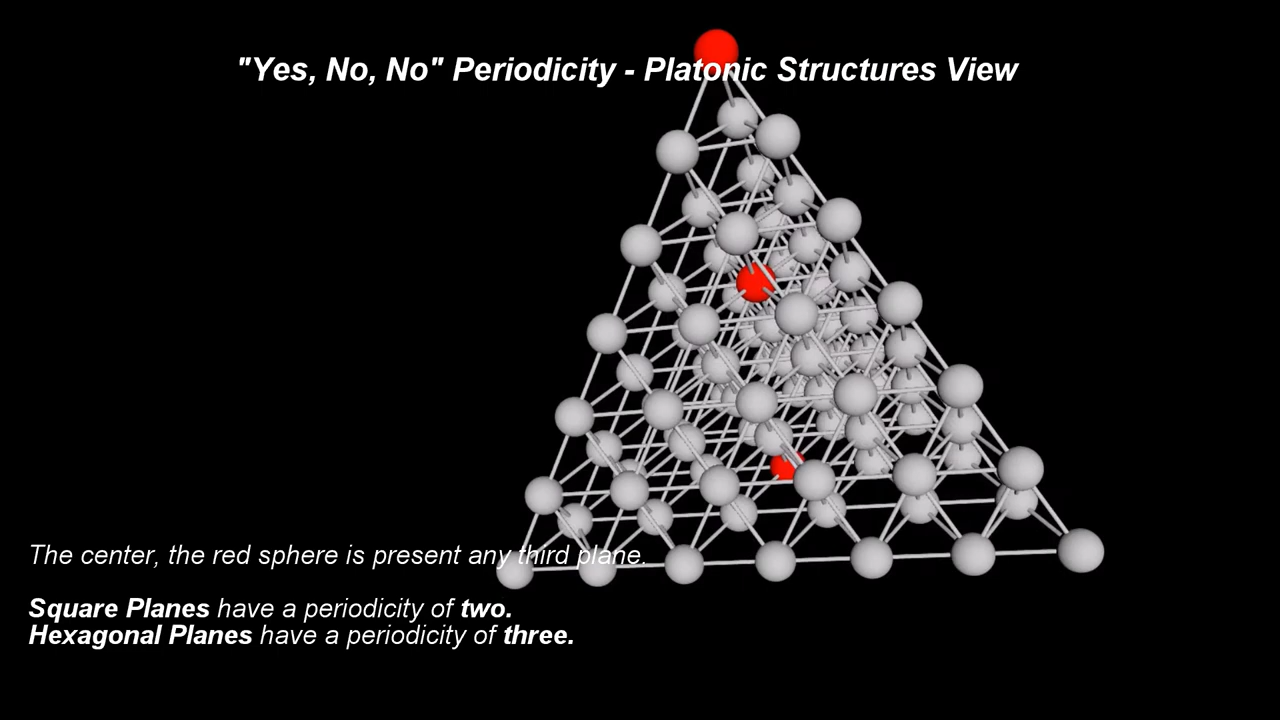 "Yes, No, No" Periodicity - Platonic Structures View
The center, the red sphere is present any third plane.
Square Planes have a periodicity of two.
Hexagonal Planes have a periodicity of three.